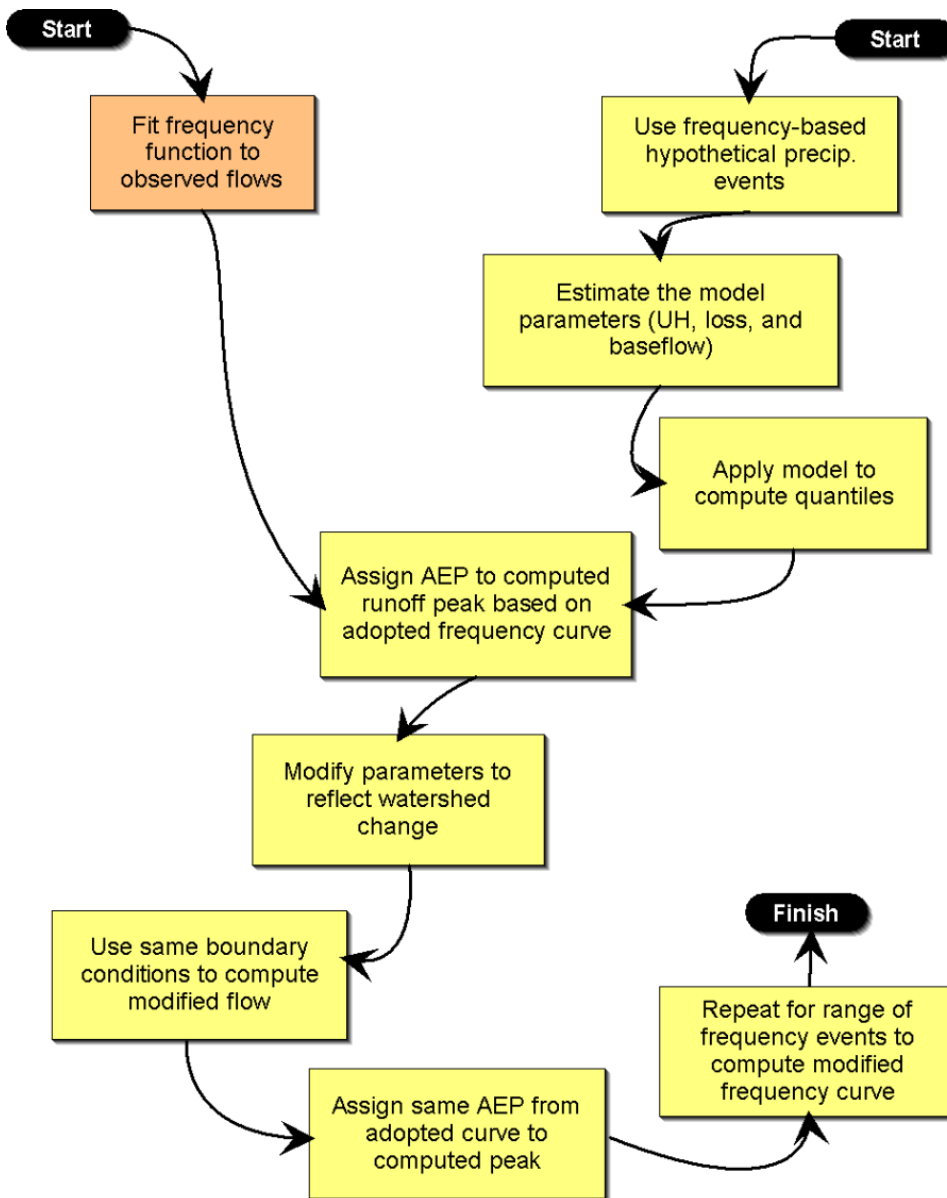 Start
Start
Fit frequency
function to
observed flows
Use frequency-based
hypothetical precip.
events
Estimate the model
parameters (UH, loss, and
baseflow)
Apply model to
compute quantiles
Assign AEP to computed
runoff peak based on
adopted frequency curve
Modify parameters to
reflect watershed
change
Use same boundary
conditions to compute
modified flow
Assign same AEP from
adopted curve to
computed peak
Repeat for range of
frequency events to
compute modified
frequency curve
Finish